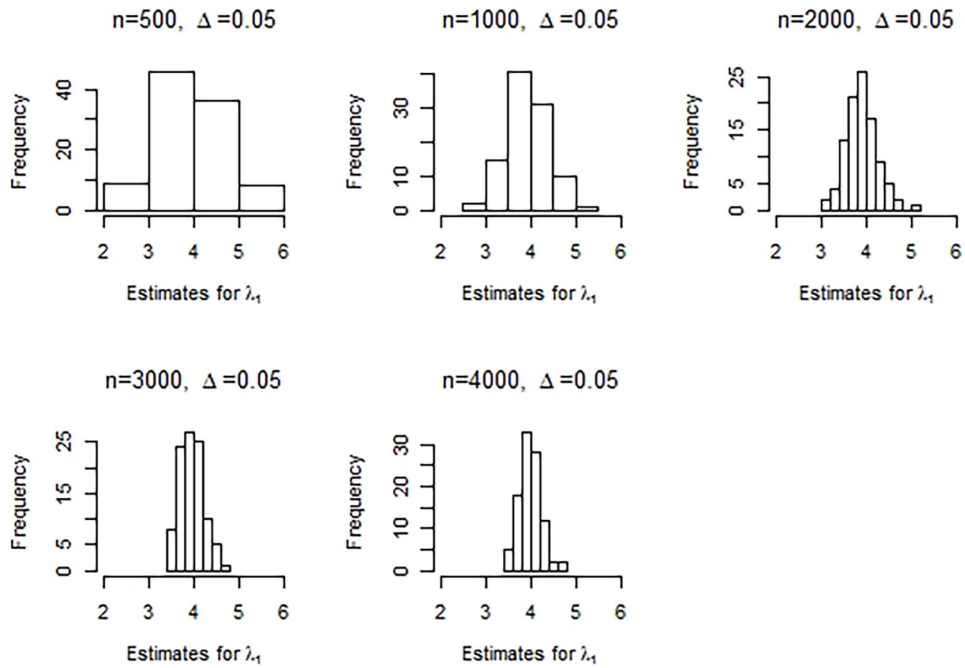 n=500, Δ=0.05
Frequency
0 20 40
2 3 4 5 6
Estimates for λ₁
n=1000, Δ=0.05
Frequency
0 10 30
2 3 4 5 6
Estimates for λ₁
n=2000, Δ=0.05
Frequency
0 5 15 25
2 3 4 5 6
Estimates for λ₁
n=3000, Δ=0.05
Frequency
0 5 15 25
2 3 4 5 6
Estimates for λ₁
n=4000, Δ=0.05
Frequency
0 10 20 30
2 3 4 5 6
Estimates for λ₁